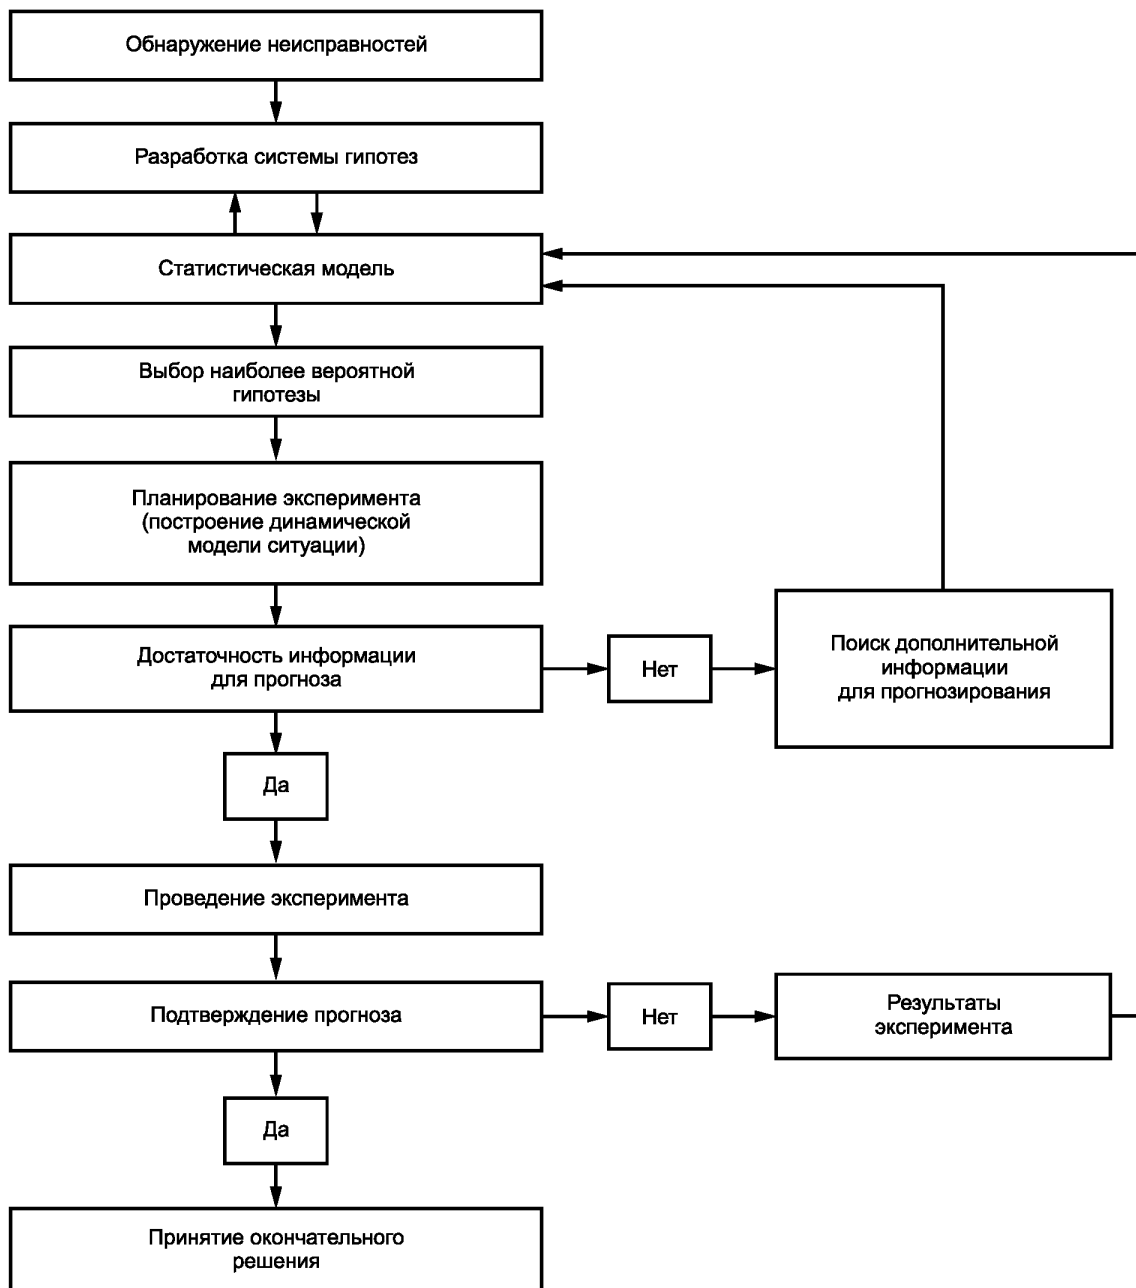 Обнаружение неисправностей
Разработка системы гипотез
Статистическая модель
Выбор наиболее вероятной
гипотезы
Планирование эксперимента
(построение динамической
модели ситуации)
Достаточность информации
для прогноза
Нет
Поиск дополнительной
информации
для прогнозирования
Да
Проведение эксперимента
Подтверждение прогноза
Нет
Результаты
эксперимента
Да
Принятие окончательного
решения